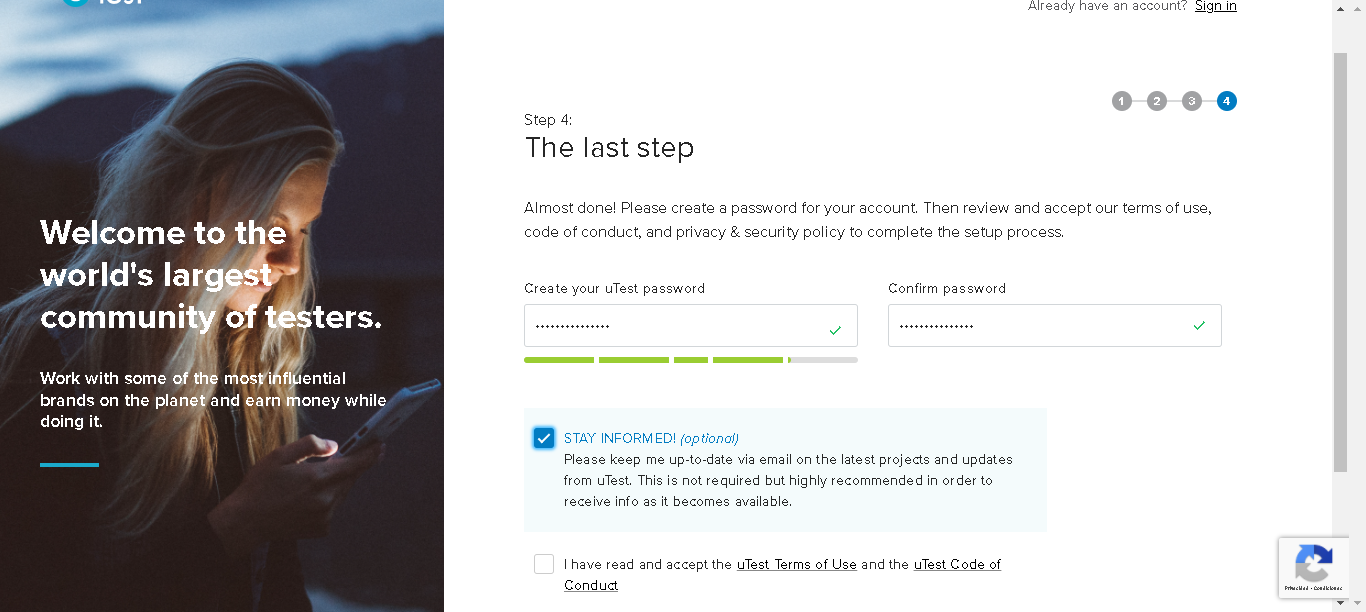 Already have an account? Sign in
1 2 3 4
Step 4:
The last step
Almost done! Please create a password for your account. Then review and accept our terms of use,
code of conduct, and privacy & security policy to complete the setup process.
Welcome to the
world's largest
community of testers.
Work with some of the most influential
brands on the planet and earn money while
doing it.
Create your uTest password
Confirm password
STAY INFORMED! (optional)
Please keep me up-to-date via email on the latest projects and updates
from uTest. This is not required but highly recommended in order to
receive info as it becomes available.
I have read and accept the uTest Terms of Use and the uTest Code of
Conduct
Privacidad - Condiciones